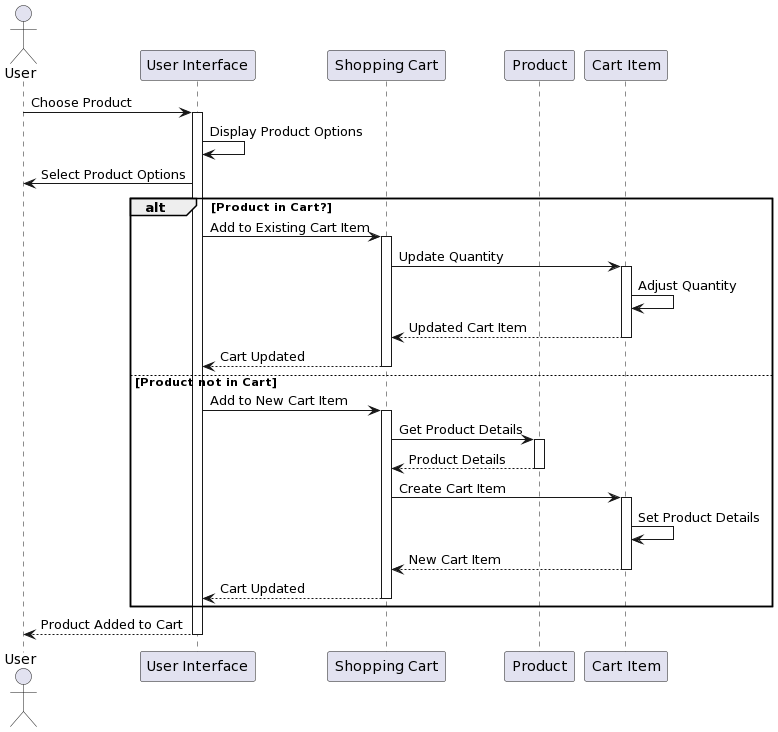 User
User Interface
Shopping Cart
Product
Cart Item
Choose Product
Display Product Options
Select Product Options
alt
[Product in Cart?]
Add to Existing Cart Item
Update Quantity
Adjust Quantity
Updated Cart Item
Cart Updated
[Product not in Cart]
Add to New Cart Item
Get Product Details
Product Details
Create Cart Item
Set Product Details
New Cart Item
Cart Updated
Product Added to Cart
User
User Interface
Shopping Cart
Product
Cart Item